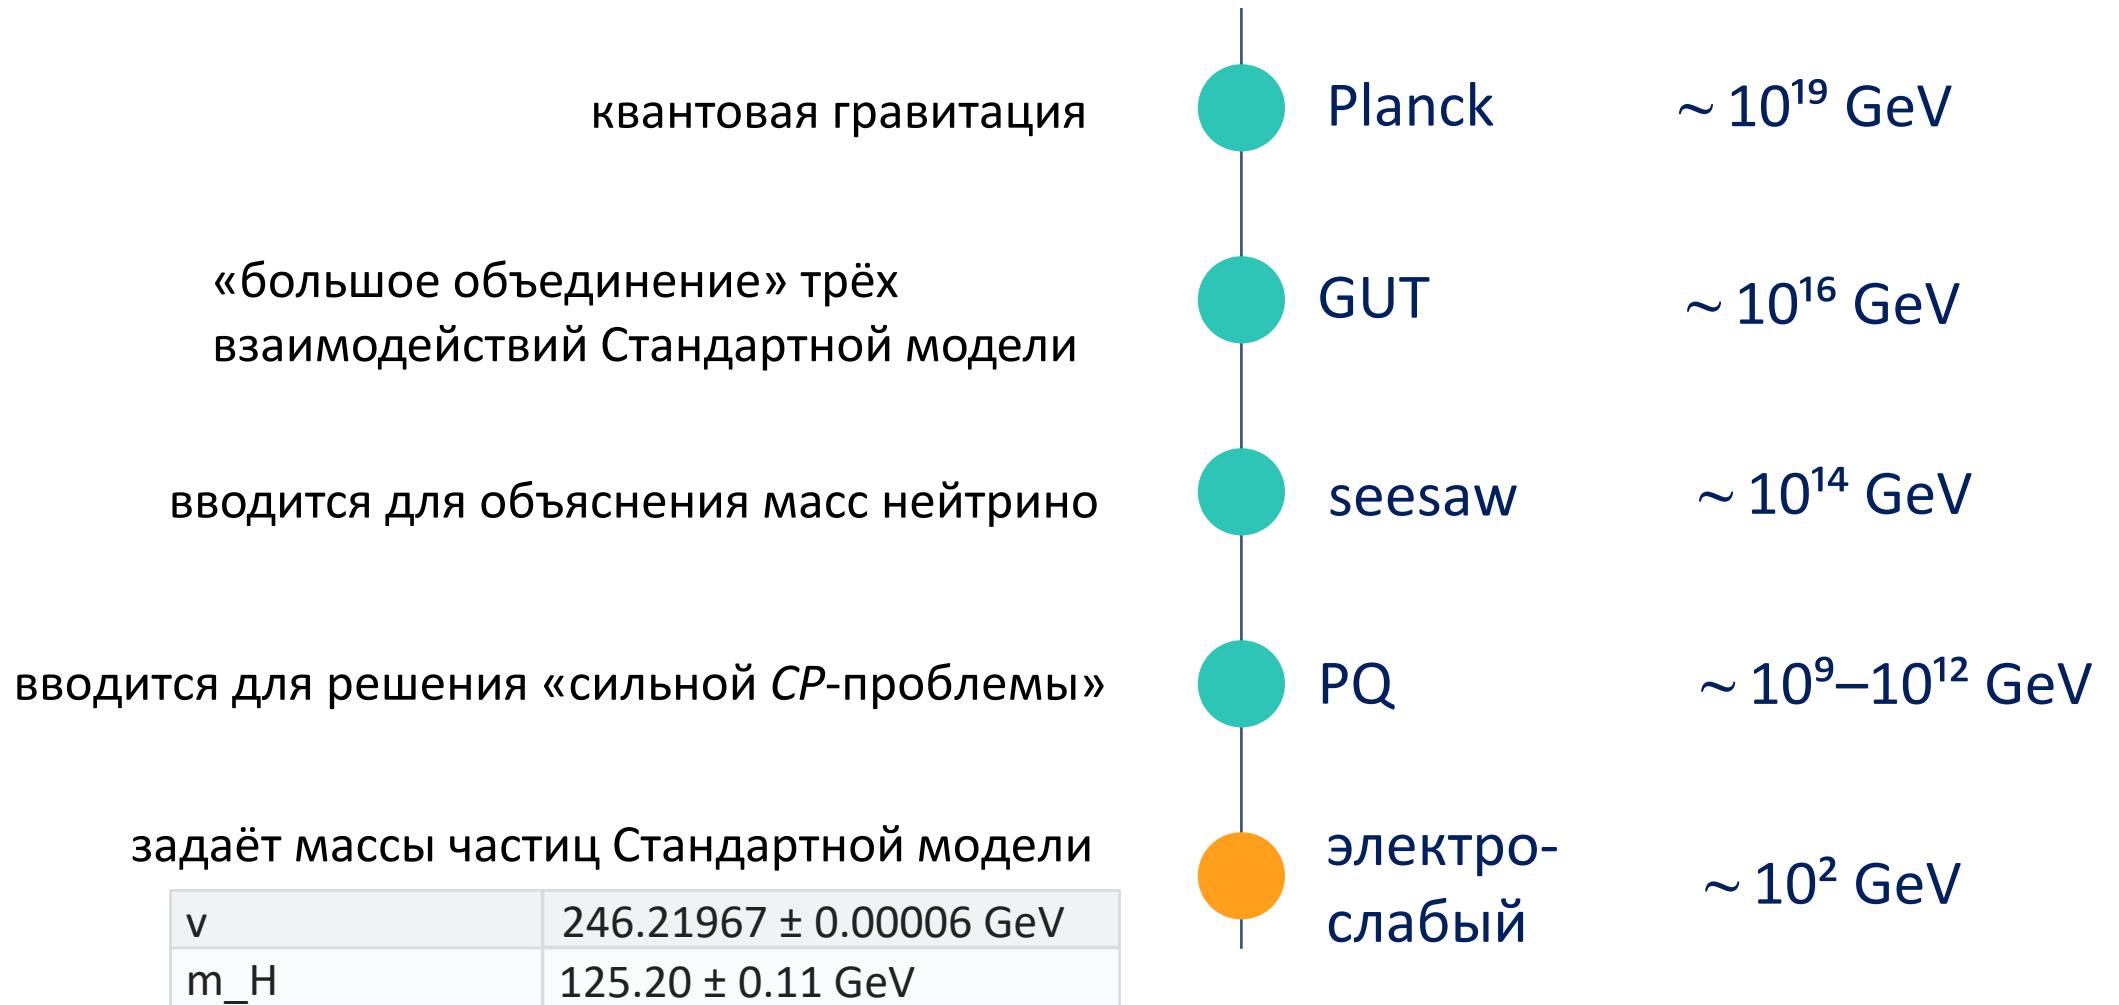 квантовая гравитация
Planck
~ 10¹⁹ GeV
«большое объединение» трёх
взаимодействий Стандартной модели
GUT
~ 10¹⁶ GeV
вводится для объяснения масс нейтрино
seesaw
~ 10¹⁴ GeV
вводится для решения «сильной CP-проблемы»
PQ
~ 10⁹–10¹² GeV
задаёт массы частиц Стандартной модели
электро-
слабый
~ 10² GeV
v
246.21967 ± 0.00006 GeV
m_H
125.20 ± 0.11 GeV